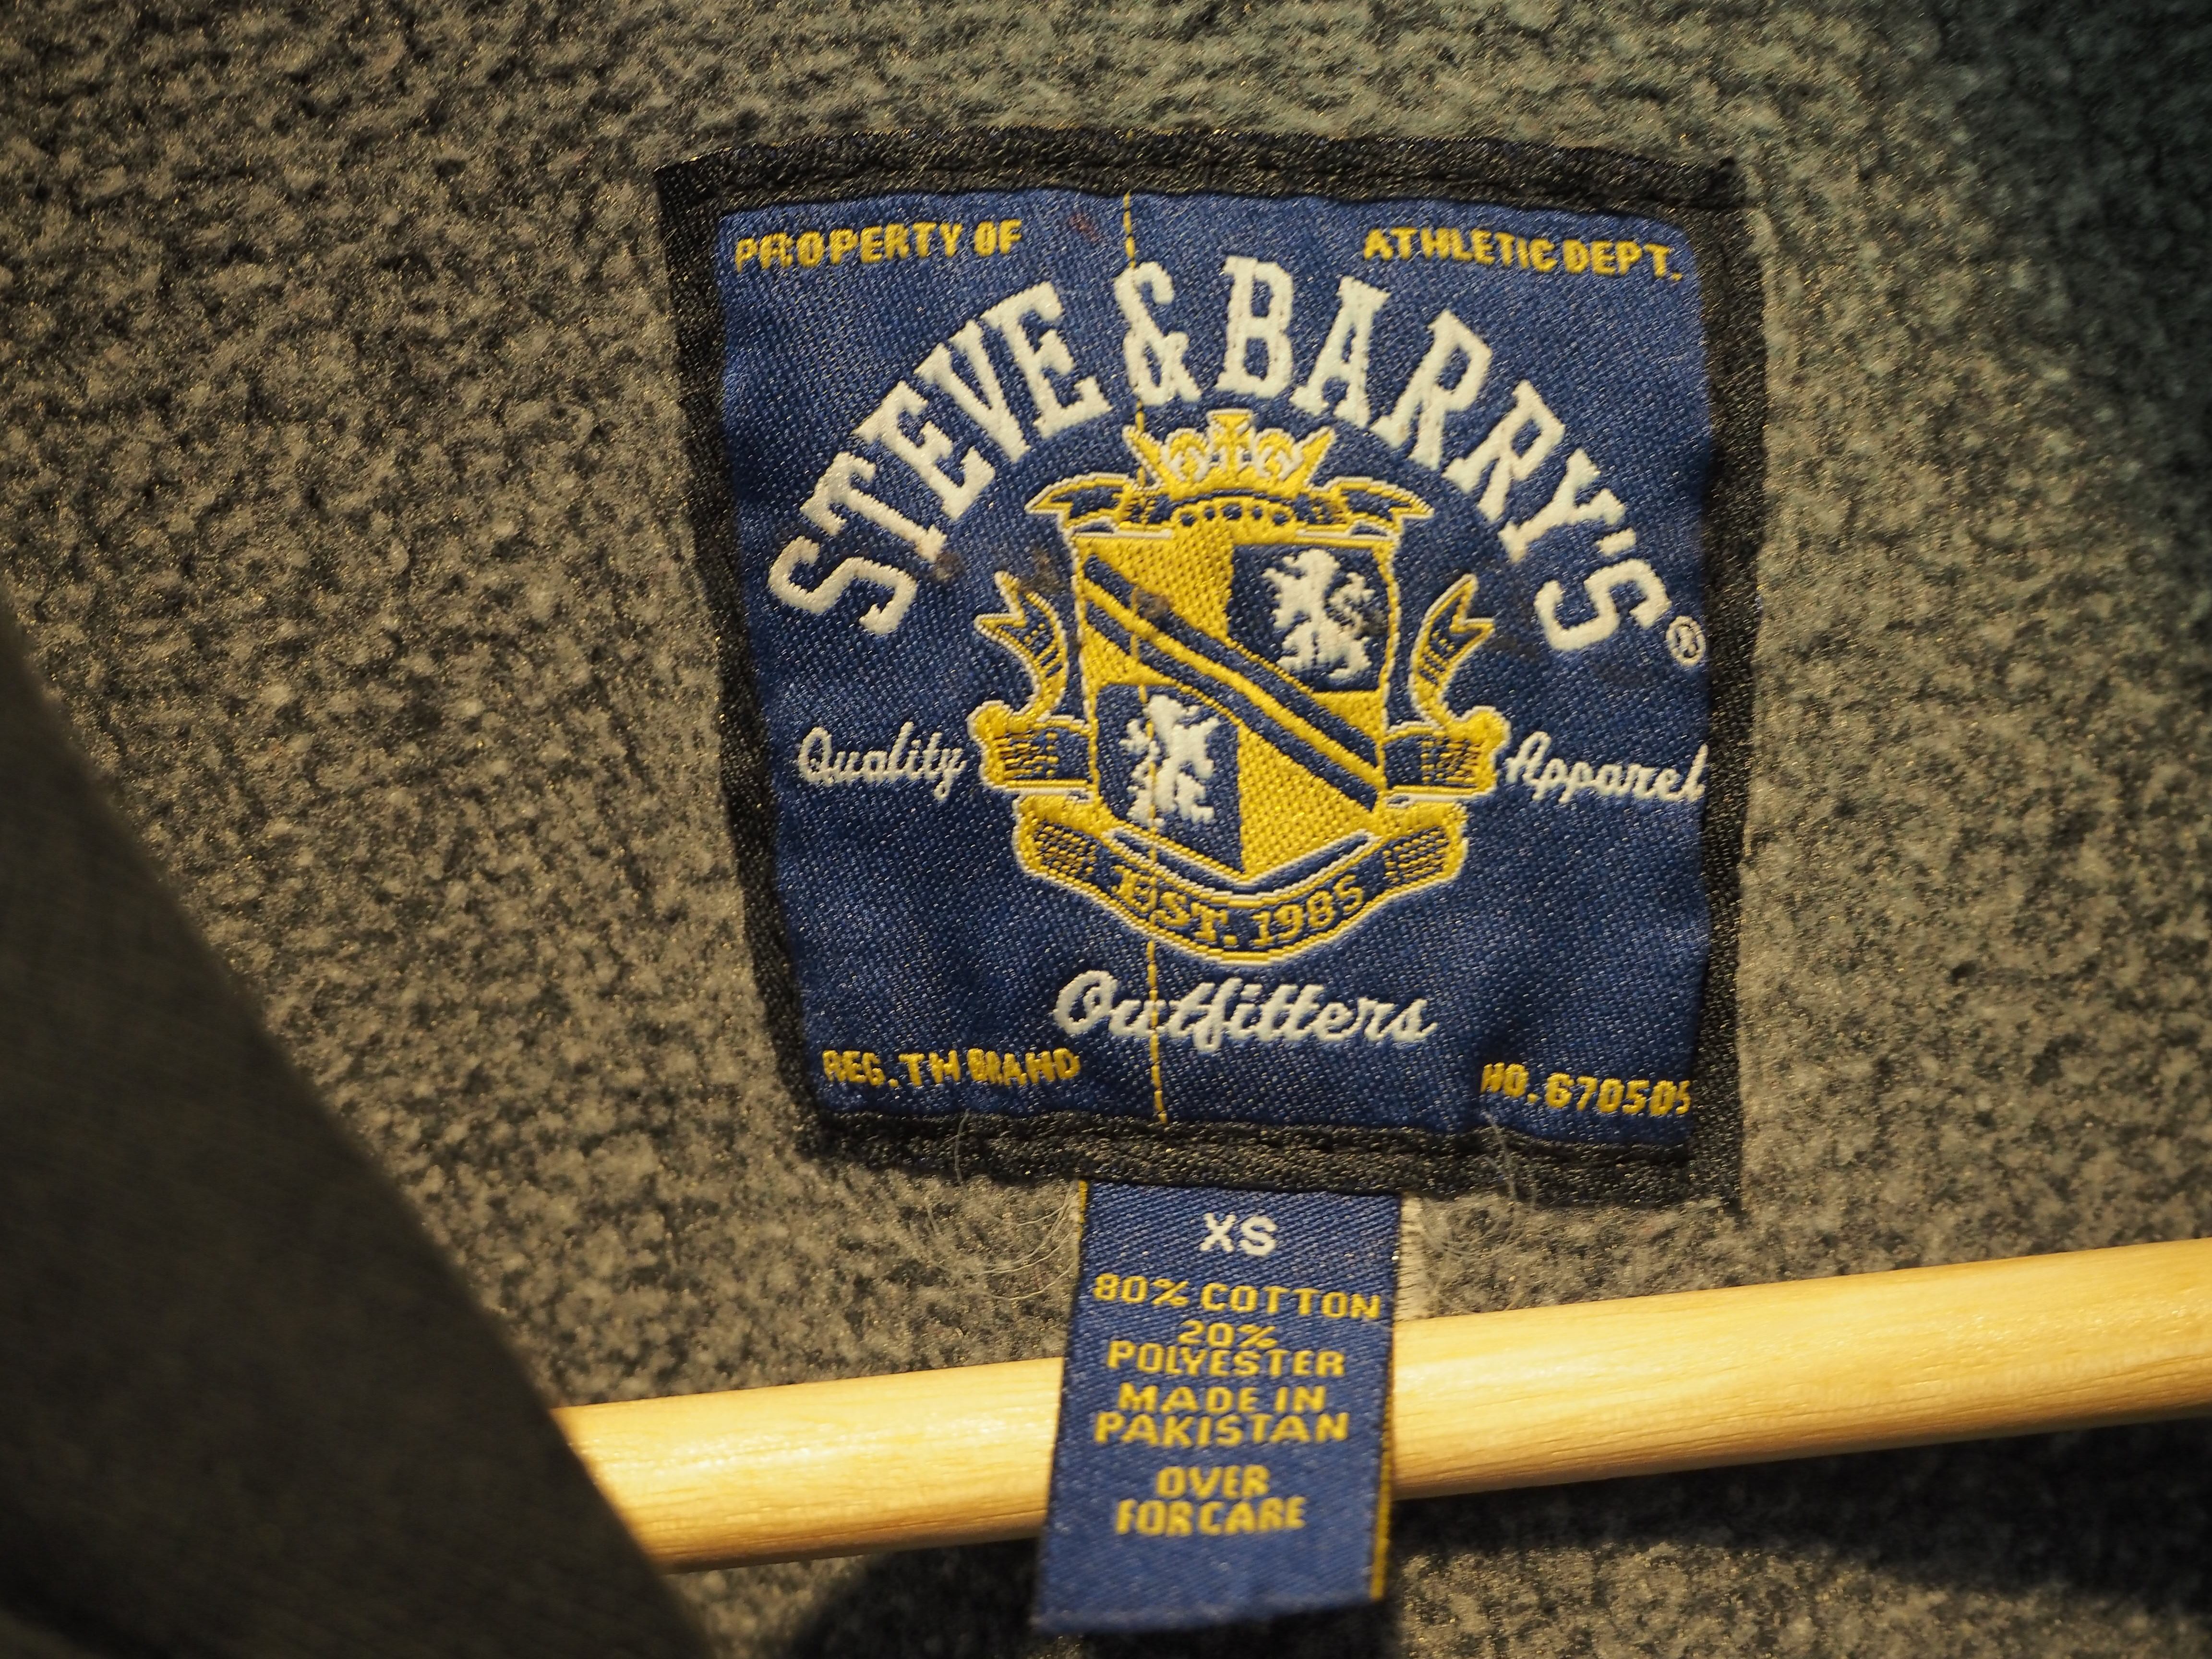 PROPERTY OF
ATHLETIC DEPT.
STEVE & BARRY'S®
Quality
Apparel
EST. 1985
Outfitters
REG. TM BRAND
NO. 670505
XS
80% COTTON
20%
POLYESTER
MADE IN
PAKISTAN
OVER
FOR CARE